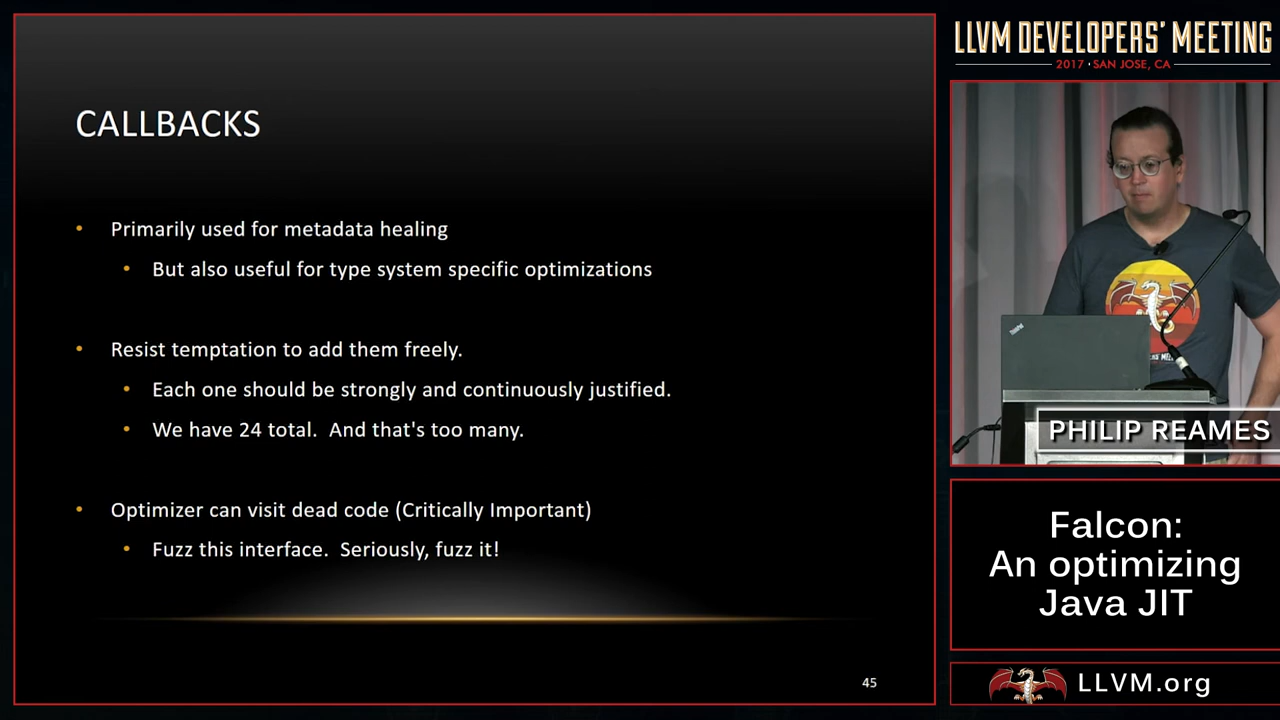 CALLBACKS
• Primarily used for metadata healing
• But also useful for type system specific optimizations
• Resist temptation to add them freely.
• Each one should be strongly and continuously justified.
• We have 24 total.  And that's too many.
• Optimizer can visit dead code (Critically Important)
• Fuzz this interface.  Seriously, fuzz it!
45
LLVM DEVELOPERS' MEETING
2017 • SAN JOSE, CA
ThinkPad
PHILIP REAMES
Falcon:
An optimizing
Java JIT
LLVM.org